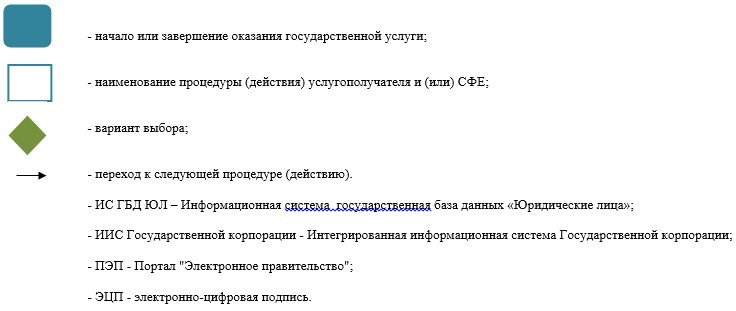 - начало или завершение оказания государственной услуги;
- наименование процедуры (действия) услугополучателя и (или) СФЕ;
- вариант выбора;
- переход к следующей процедуре (действию).
- ИС ГБД ЮЛ – Информационная система государственная база данных «Юридические лица»;
- ИИС Государственной корпорации - Интегрированная информационная система Государственной корпорации;
- ПЭП - Портал "Электронное правительство";
- ЭЦП - электронно-цифровая подпись.